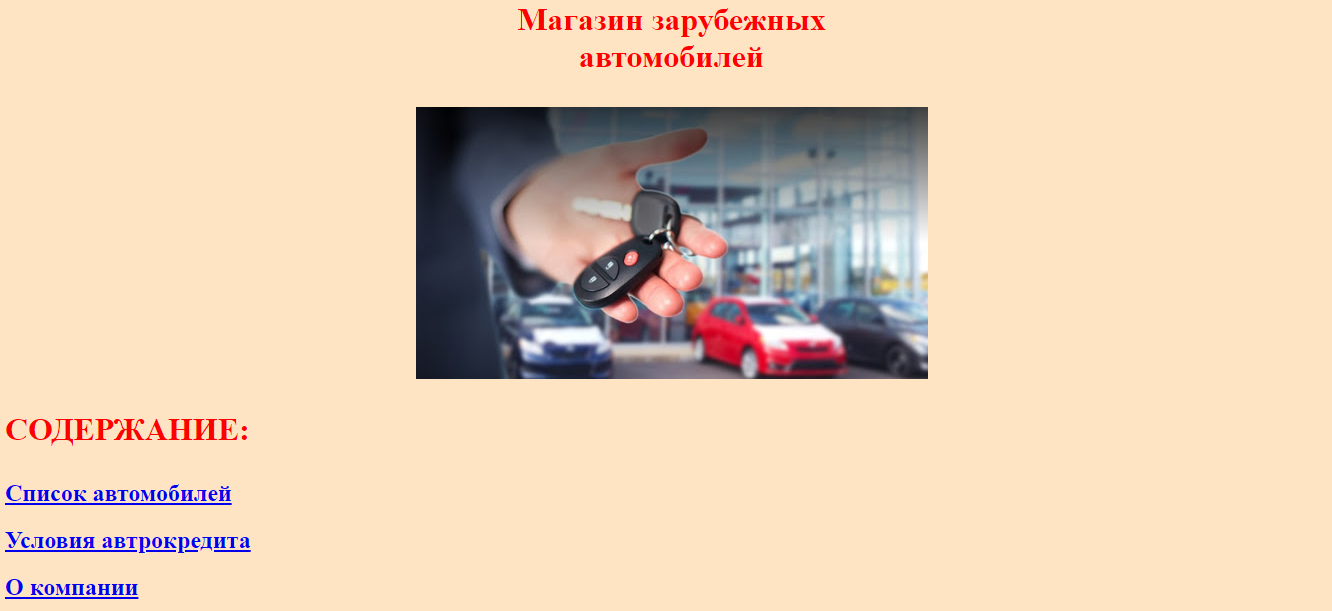 Магазин зарубежных
автомобилей
СОДЕРЖАНИЕ:
Список автомобилей
Условия автрокредита
О компании